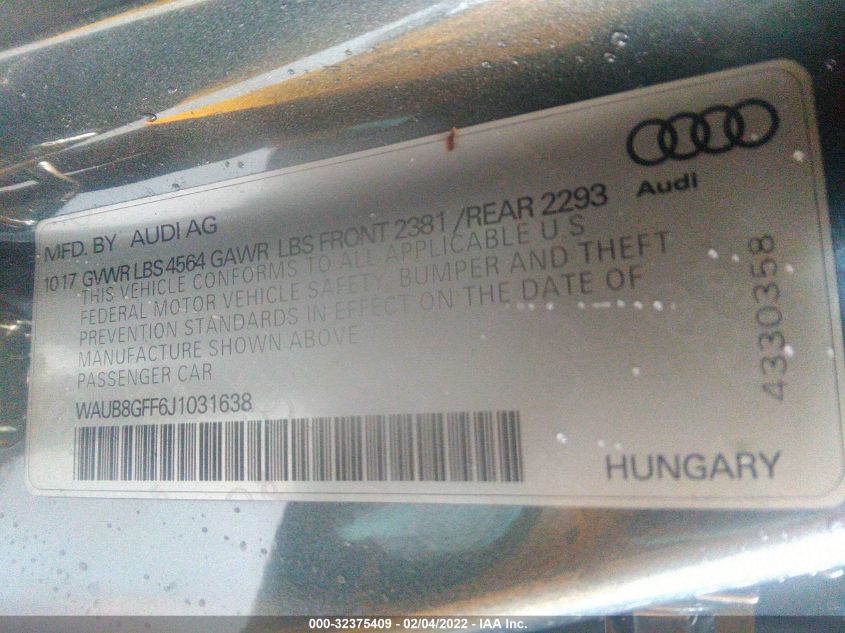 Audi
MFD. BY AUDI AG
10 17 GVWR LBS 4564 GAWR LBS FRONT 2381 /REAR 2293
THIS VEHICLE CONFORMS TO ALL APPLICABLE U S
FEDERAL MOTOR VEHICLE SAFETY, BUMPER AND THEFT
PREVENTION STANDARDS IN EFFECT ON THE DATE OF
MANUFACTURE SHOWN ABOVE
PASSENGER CAR
WAUB8GFF6J1031638
4330358
HUNGARY
000-32375409 - 02/04/2022 - IAA Inc.